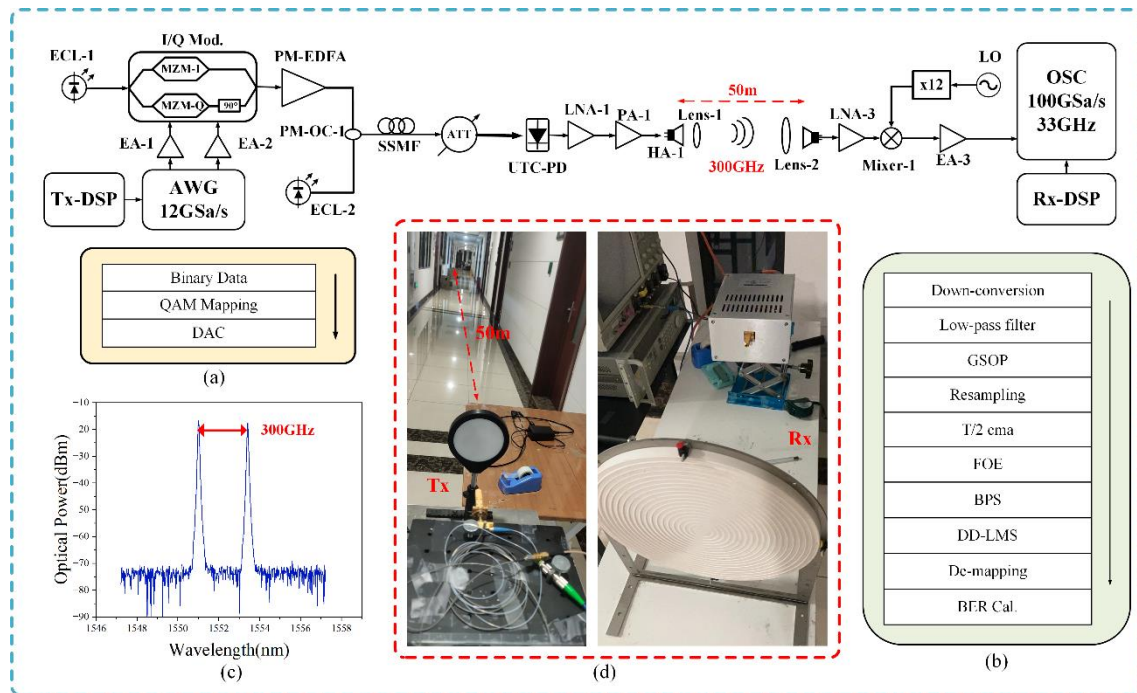 I/Q Mod.
ECL-1
MZM-I
MZM-Q
90°
PM-EDFA
PM-OC-1
SSMF
ATT
UTC-PD
LNA-1
PA-1
HA-1
Lens-1
50m
300GHz
Lens-2
LNA-3
Mixer-1
x12
LO
EA-3
OSC
100GSa/s
33GHz
EA-1
EA-2
ECL-2
Tx-DSP
AWG
12GSa/s
Rx-DSP
Binary Data
QAM Mapping
DAC
(a)
Optical Power(dBm)
-10
-20
-30
-40
-50
-60
-70
-80
-90
300GHz
1546
1548
1550
1552
1554
1556
1558
Wavelength(nm)
(c)
50m
Tx
Rx
(d)
Down-conversion
Low-pass filter
GSOP
Resampling
T/2 cma
FOE
BPS
DD-LMS
De-mapping
BER Cal.
(b)